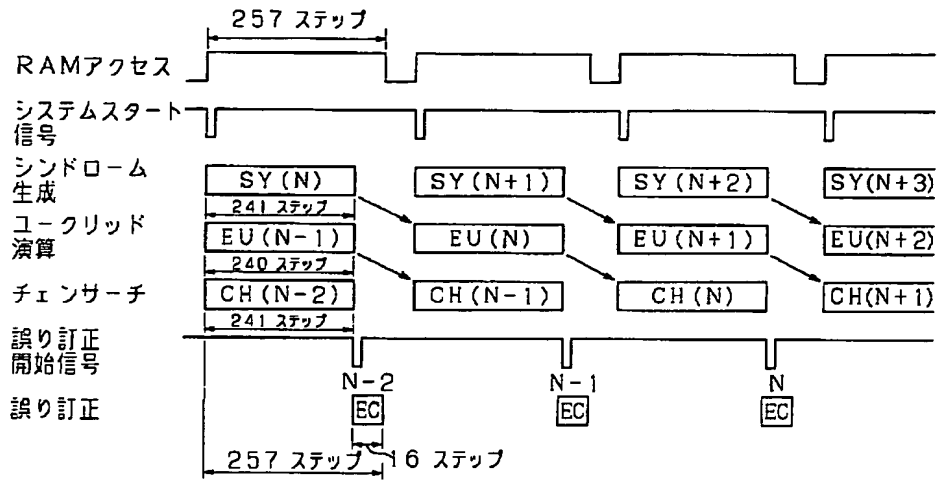 257 ステップ
RAMアクセス
システムスタート
信号
シンドローム
生成
SY(N) SY(N+1) SY(N+2) SY(N+3)
241 ステップ
ユークリッド
演算
EU(N-1) EU(N) EU(N+1) EU(N+2)
240 ステップ
チェンサーチ
CH(N-2) CH(N-1) CH(N) CH(N+1)
241 ステップ
誤り訂正
開始信号
N-2 N-1 N
誤り訂正
EC EC EC
257 ステップ 16 ステップ